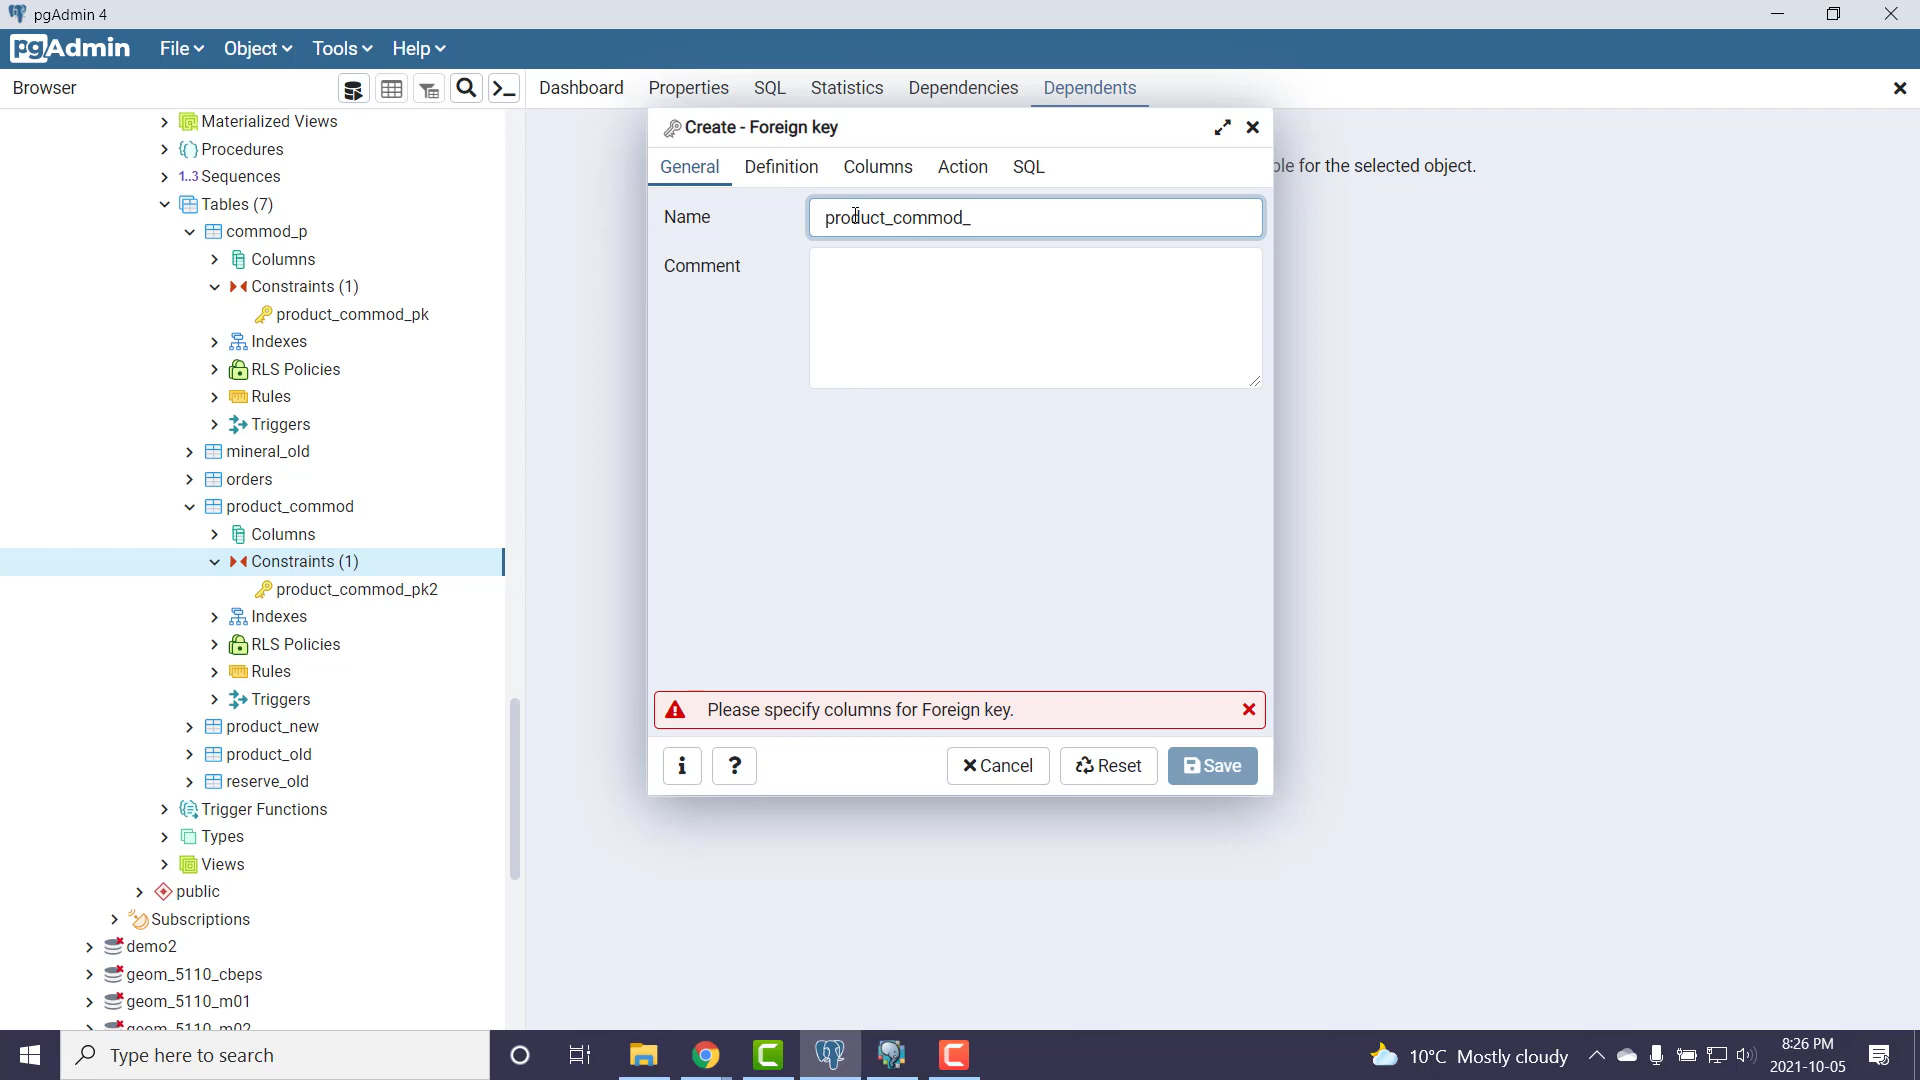 pgAdmin 4
pgAdmin File Object Tools Help
Browser
Dashboard Properties SQL Statistics Dependencies Dependents
Materialized Views
Procedures
1..3 Sequences
Tables (7)
commod_p
Columns
Constraints (1)
product_commod_pk
Indexes
RLS Policies
Rules
Triggers
mineral_old
orders
product_commod
Columns
Constraints (1)
product_commod_pk2
Indexes
RLS Policies
Rules
Triggers
product_new
product_old
reserve_old
Trigger Functions
Types
Views
public
Subscriptions
demo2
geom_5110_cbeps
geom_5110_m01
geom_5110_m02
Create - Foreign key
General Definition Columns Action SQL
ble for the selected object.
Name product_commod_
Comment
Please specify columns for Foreign key.
i ? Cancel Reset Save
Type here to search
10°C Mostly cloudy
8:26 PM
2021-10-05